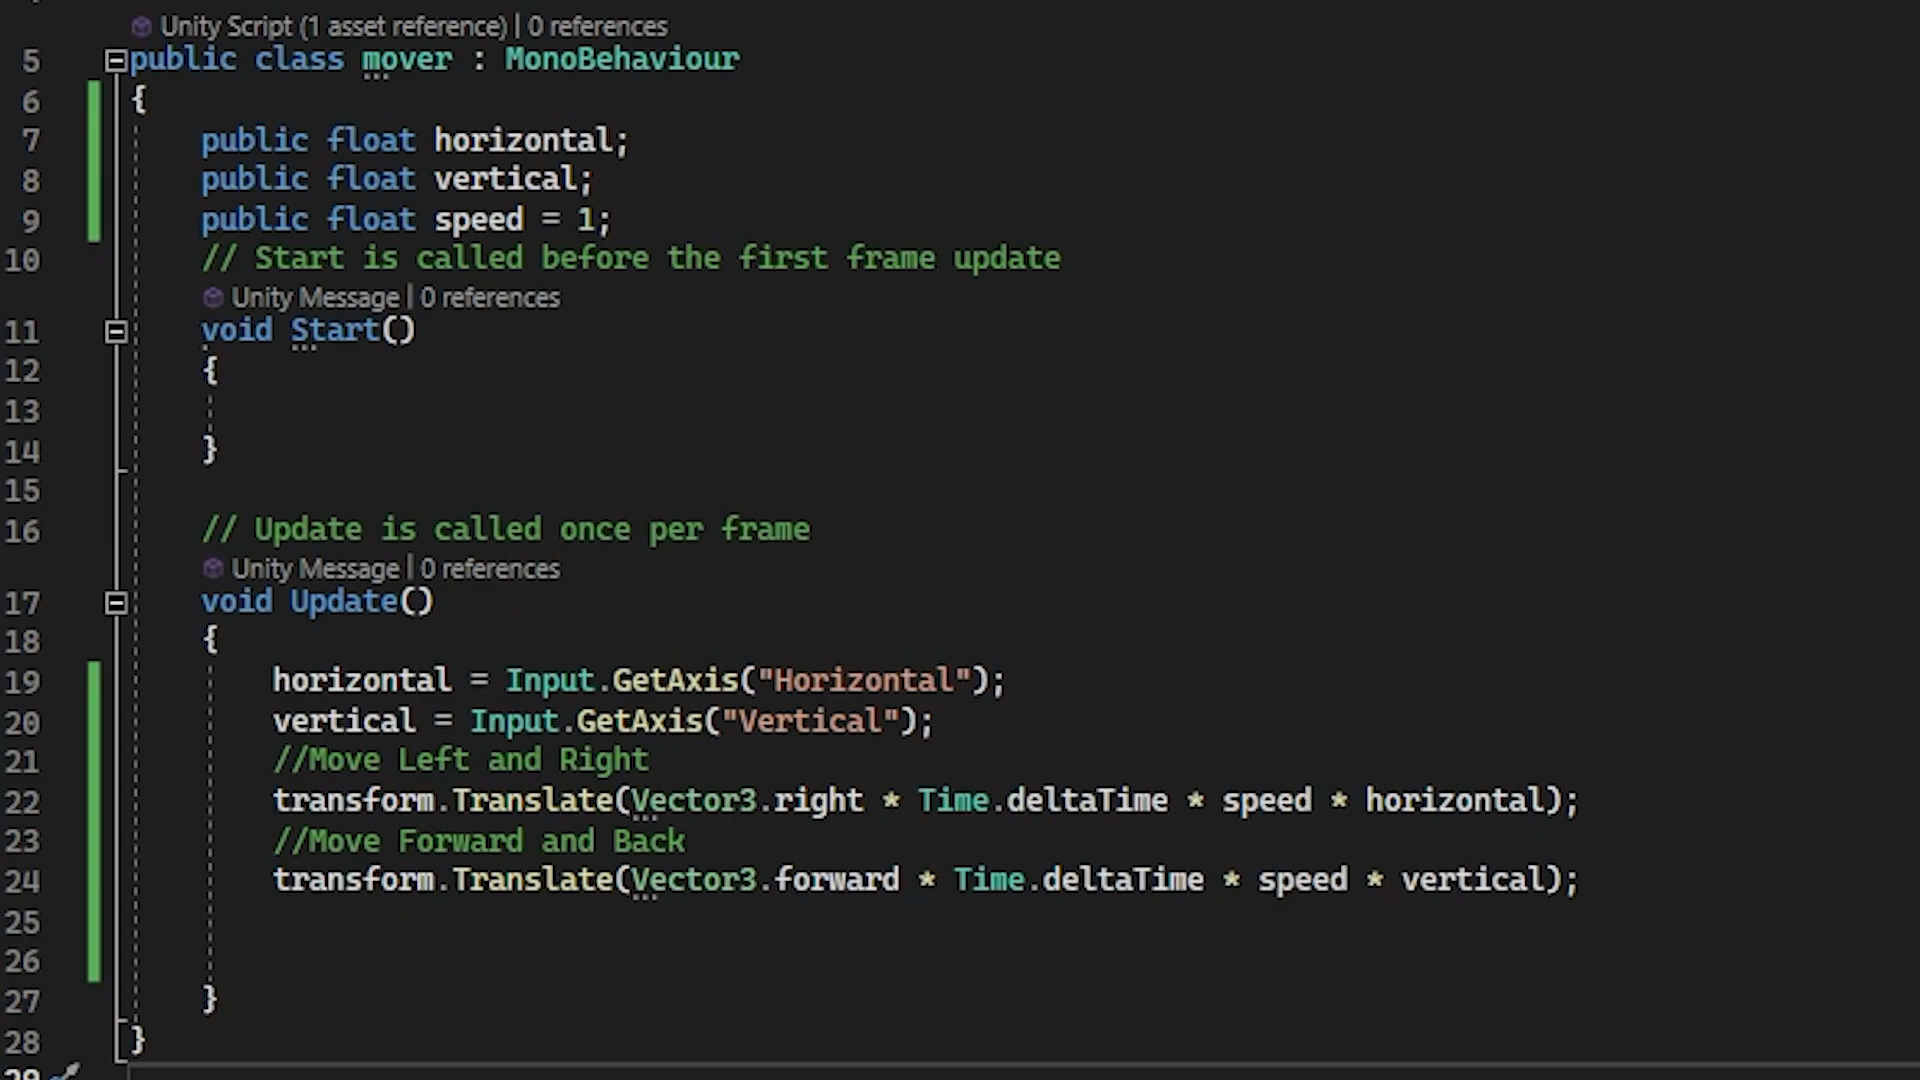 Unity Script (1 asset reference) | 0 references
5 public class mover : MonoBehaviour
6 {
7 public float horizontal;
8 public float vertical;
9 public float speed = 1;
10 // Start is called before the first frame update
Unity Message | 0 references
11 void Start()
12 {
13
14 }
15
16 // Update is called once per frame
Unity Message | 0 references
17 void Update()
18 {
19 horizontal = Input.GetAxis("Horizontal");
20 vertical = Input.GetAxis("Vertical");
21 //Move Left and Right
22 transform.Translate(Vector3.right * Time.deltaTime * speed * horizontal);
23 //Move Forward and Back
24 transform.Translate(Vector3.forward * Time.deltaTime * speed * vertical);
25
26
27 }
28 }
29